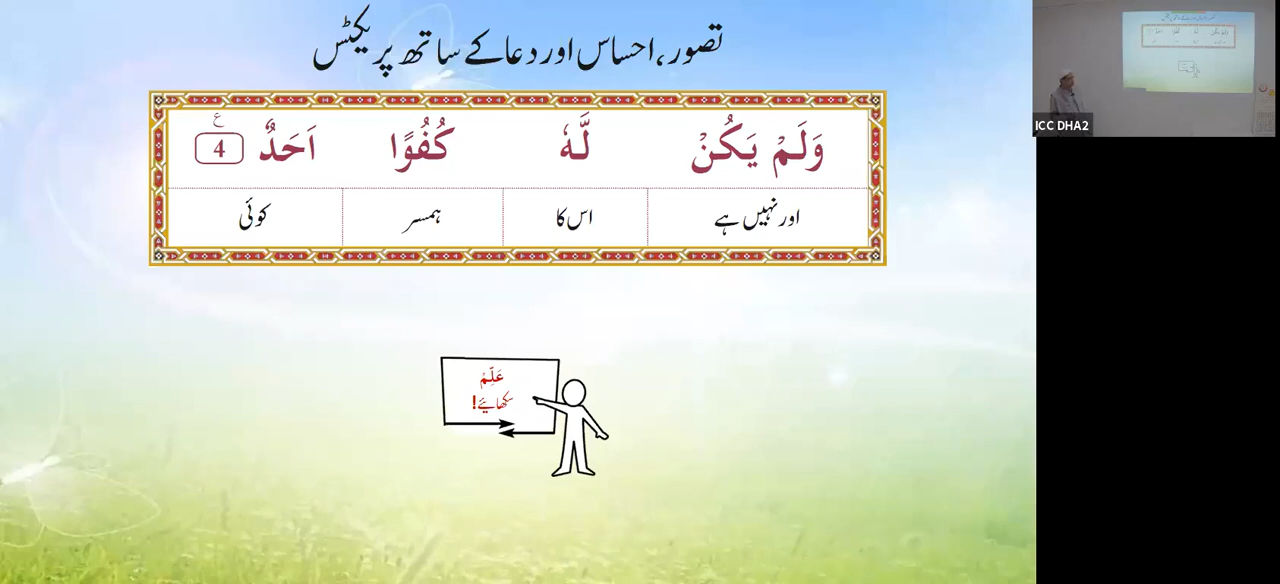 تصور، احساس اور دعا کے ساتھ پریکٹس
وَلَمْ يَكُنْ لَّهٗ كُفُوًا اَحَدٌ 4 ع
اور نہیں ہے اس کا ہمسر کوئی
عَلِّمْ
سکھایئے!
ICC DHA2